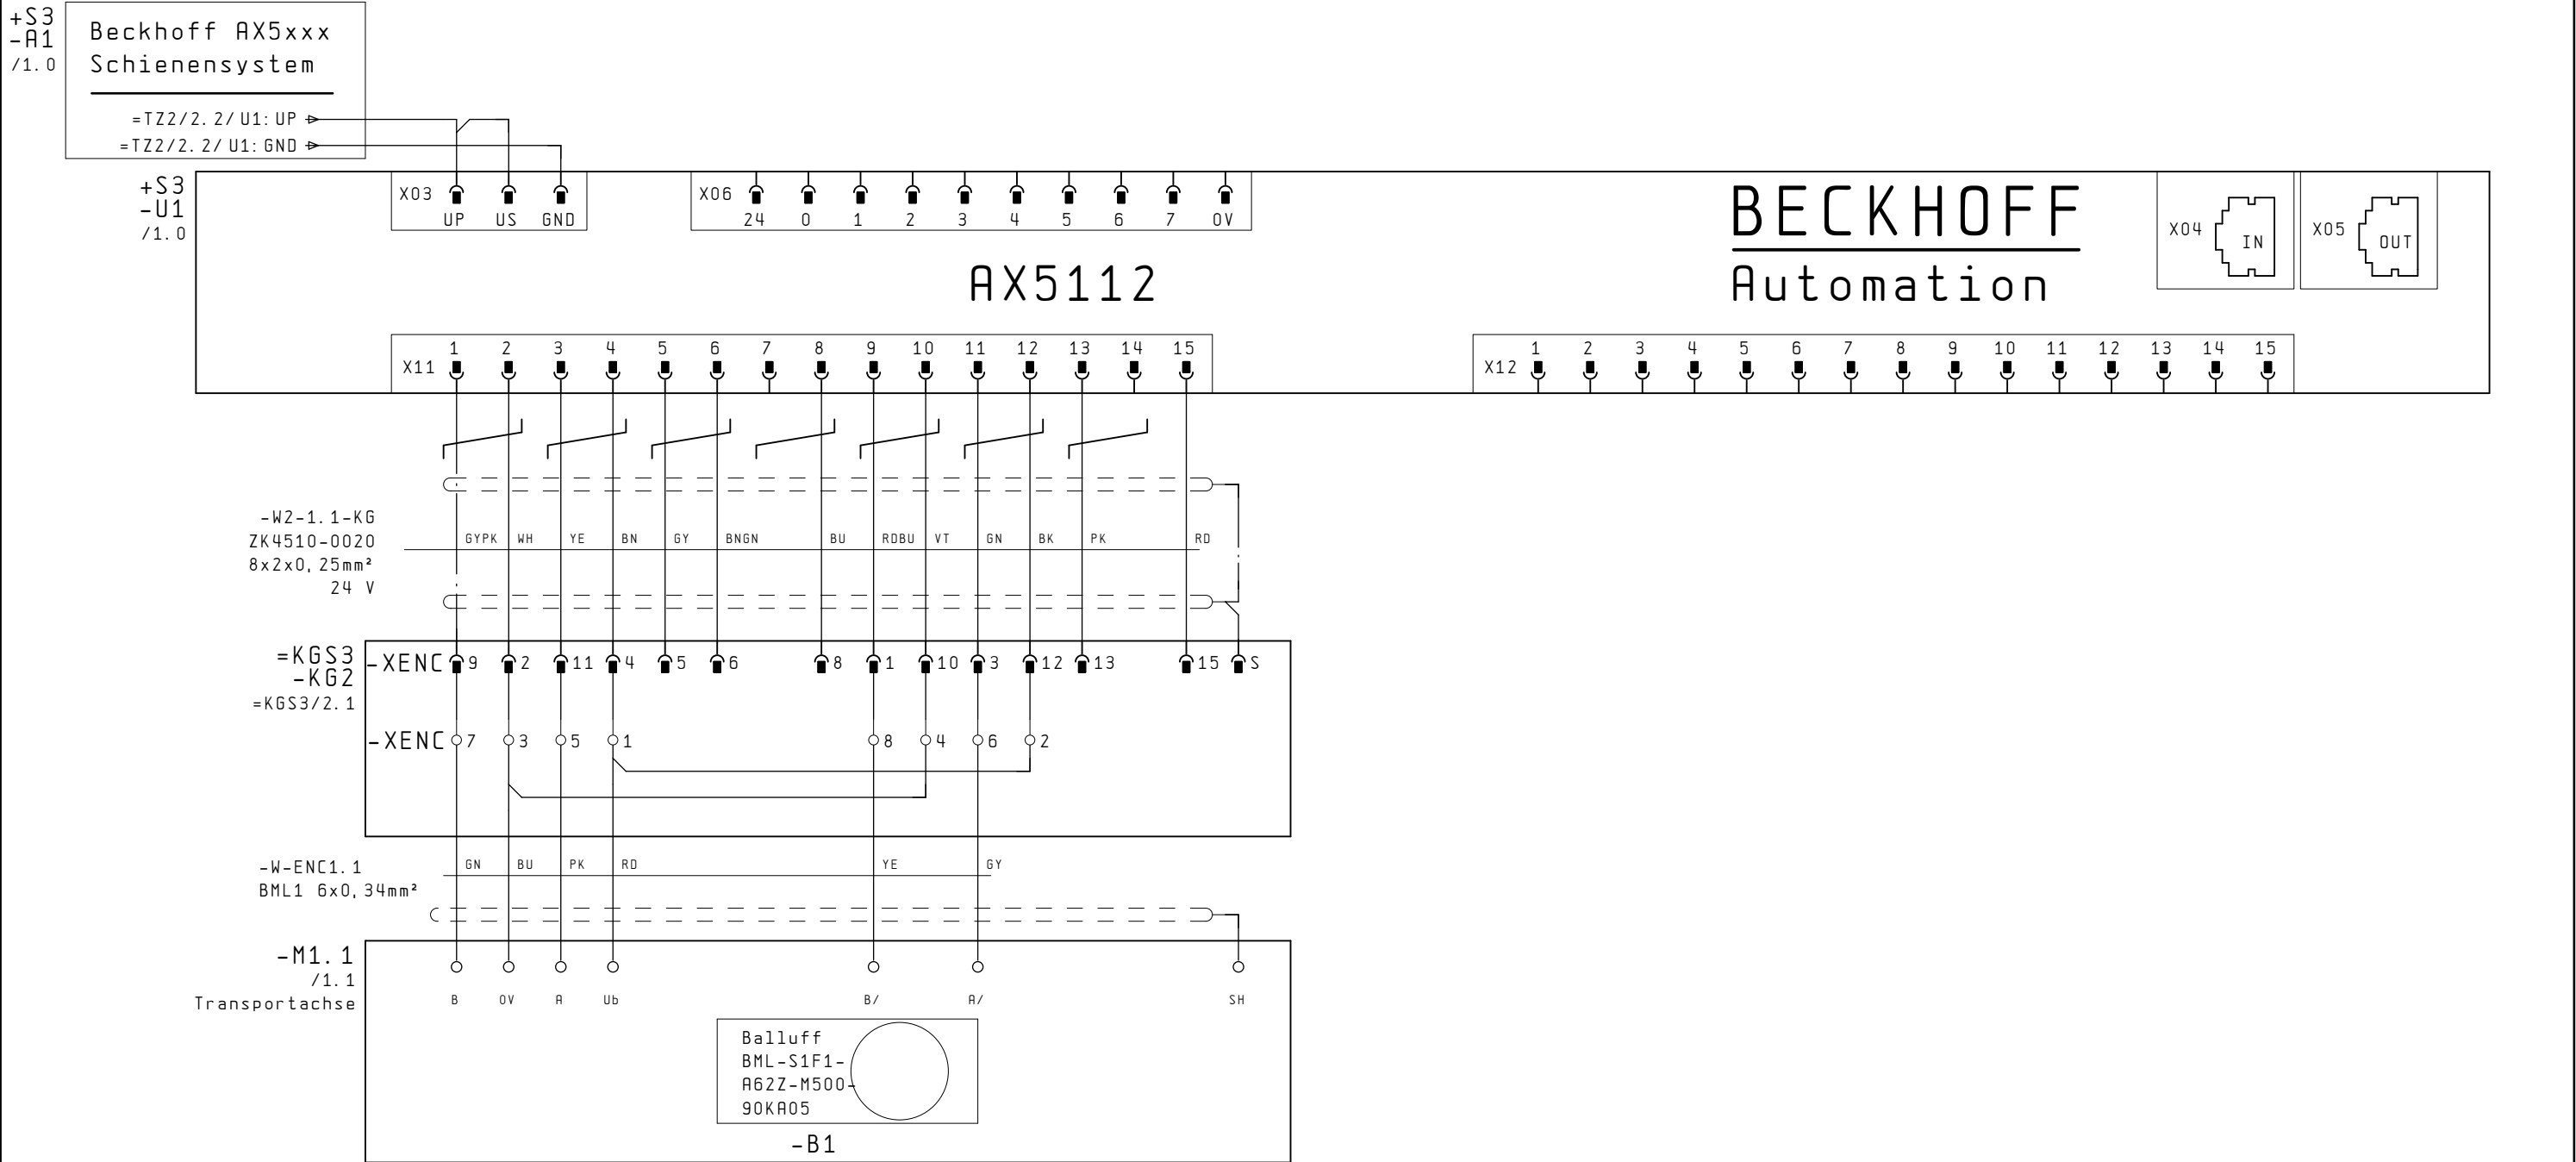 +S3
-A1
/1.0
Beckhoff AX5xxx
Schienensystem
=TZ2/2.2/U1:UP
=TZ2/2.2/U1:GND
+S3
-U1
/1.0
X03
UP US GND
X06
24 0 1 2 3 4 5 6 7 0V
BECKHOFF
Automation
X04 IN
X05 OUT
AX5112
X11
1 2 3 4 5 6 7 8 9 10 11 12 13 14 15
X12
1 2 3 4 5 6 7 8 9 10 11 12 13 14 15
-W2-1.1-KG
ZK4510-0020
8x2x0,25mm²
24 V
GYPK WH YE BN GY BNGN BU RDBU VT GN BK PK RD
=KGS3
-KG2
=KGS3/2.1
-XENC 9 2 11 4 5 6 8 1 10 3 12 13 15 S
-XENC 7 3 5 1 8 4 6 2
-W-ENC1.1
BML1 6x0,34mm²
GN BU PK RD YE GY
-M1.1
/1.1
Transportachse
B 0V A Ub B/ A/ SH
Balluff
BML-S1F1-
A62Z-M500-
90KA05
-B1